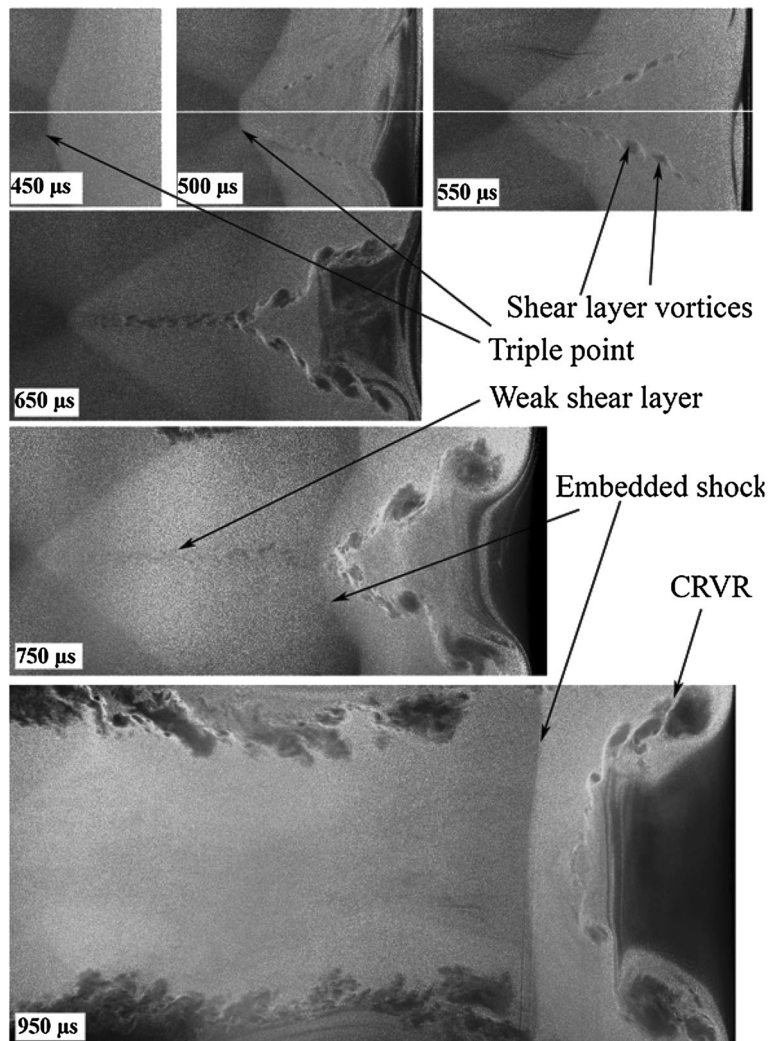 450 µs
500 µs
550 µs
Shear layer vortices
Triple point
650 µs
Weak shear layer
Embedded shock
CRVR
750 µs
950 µs